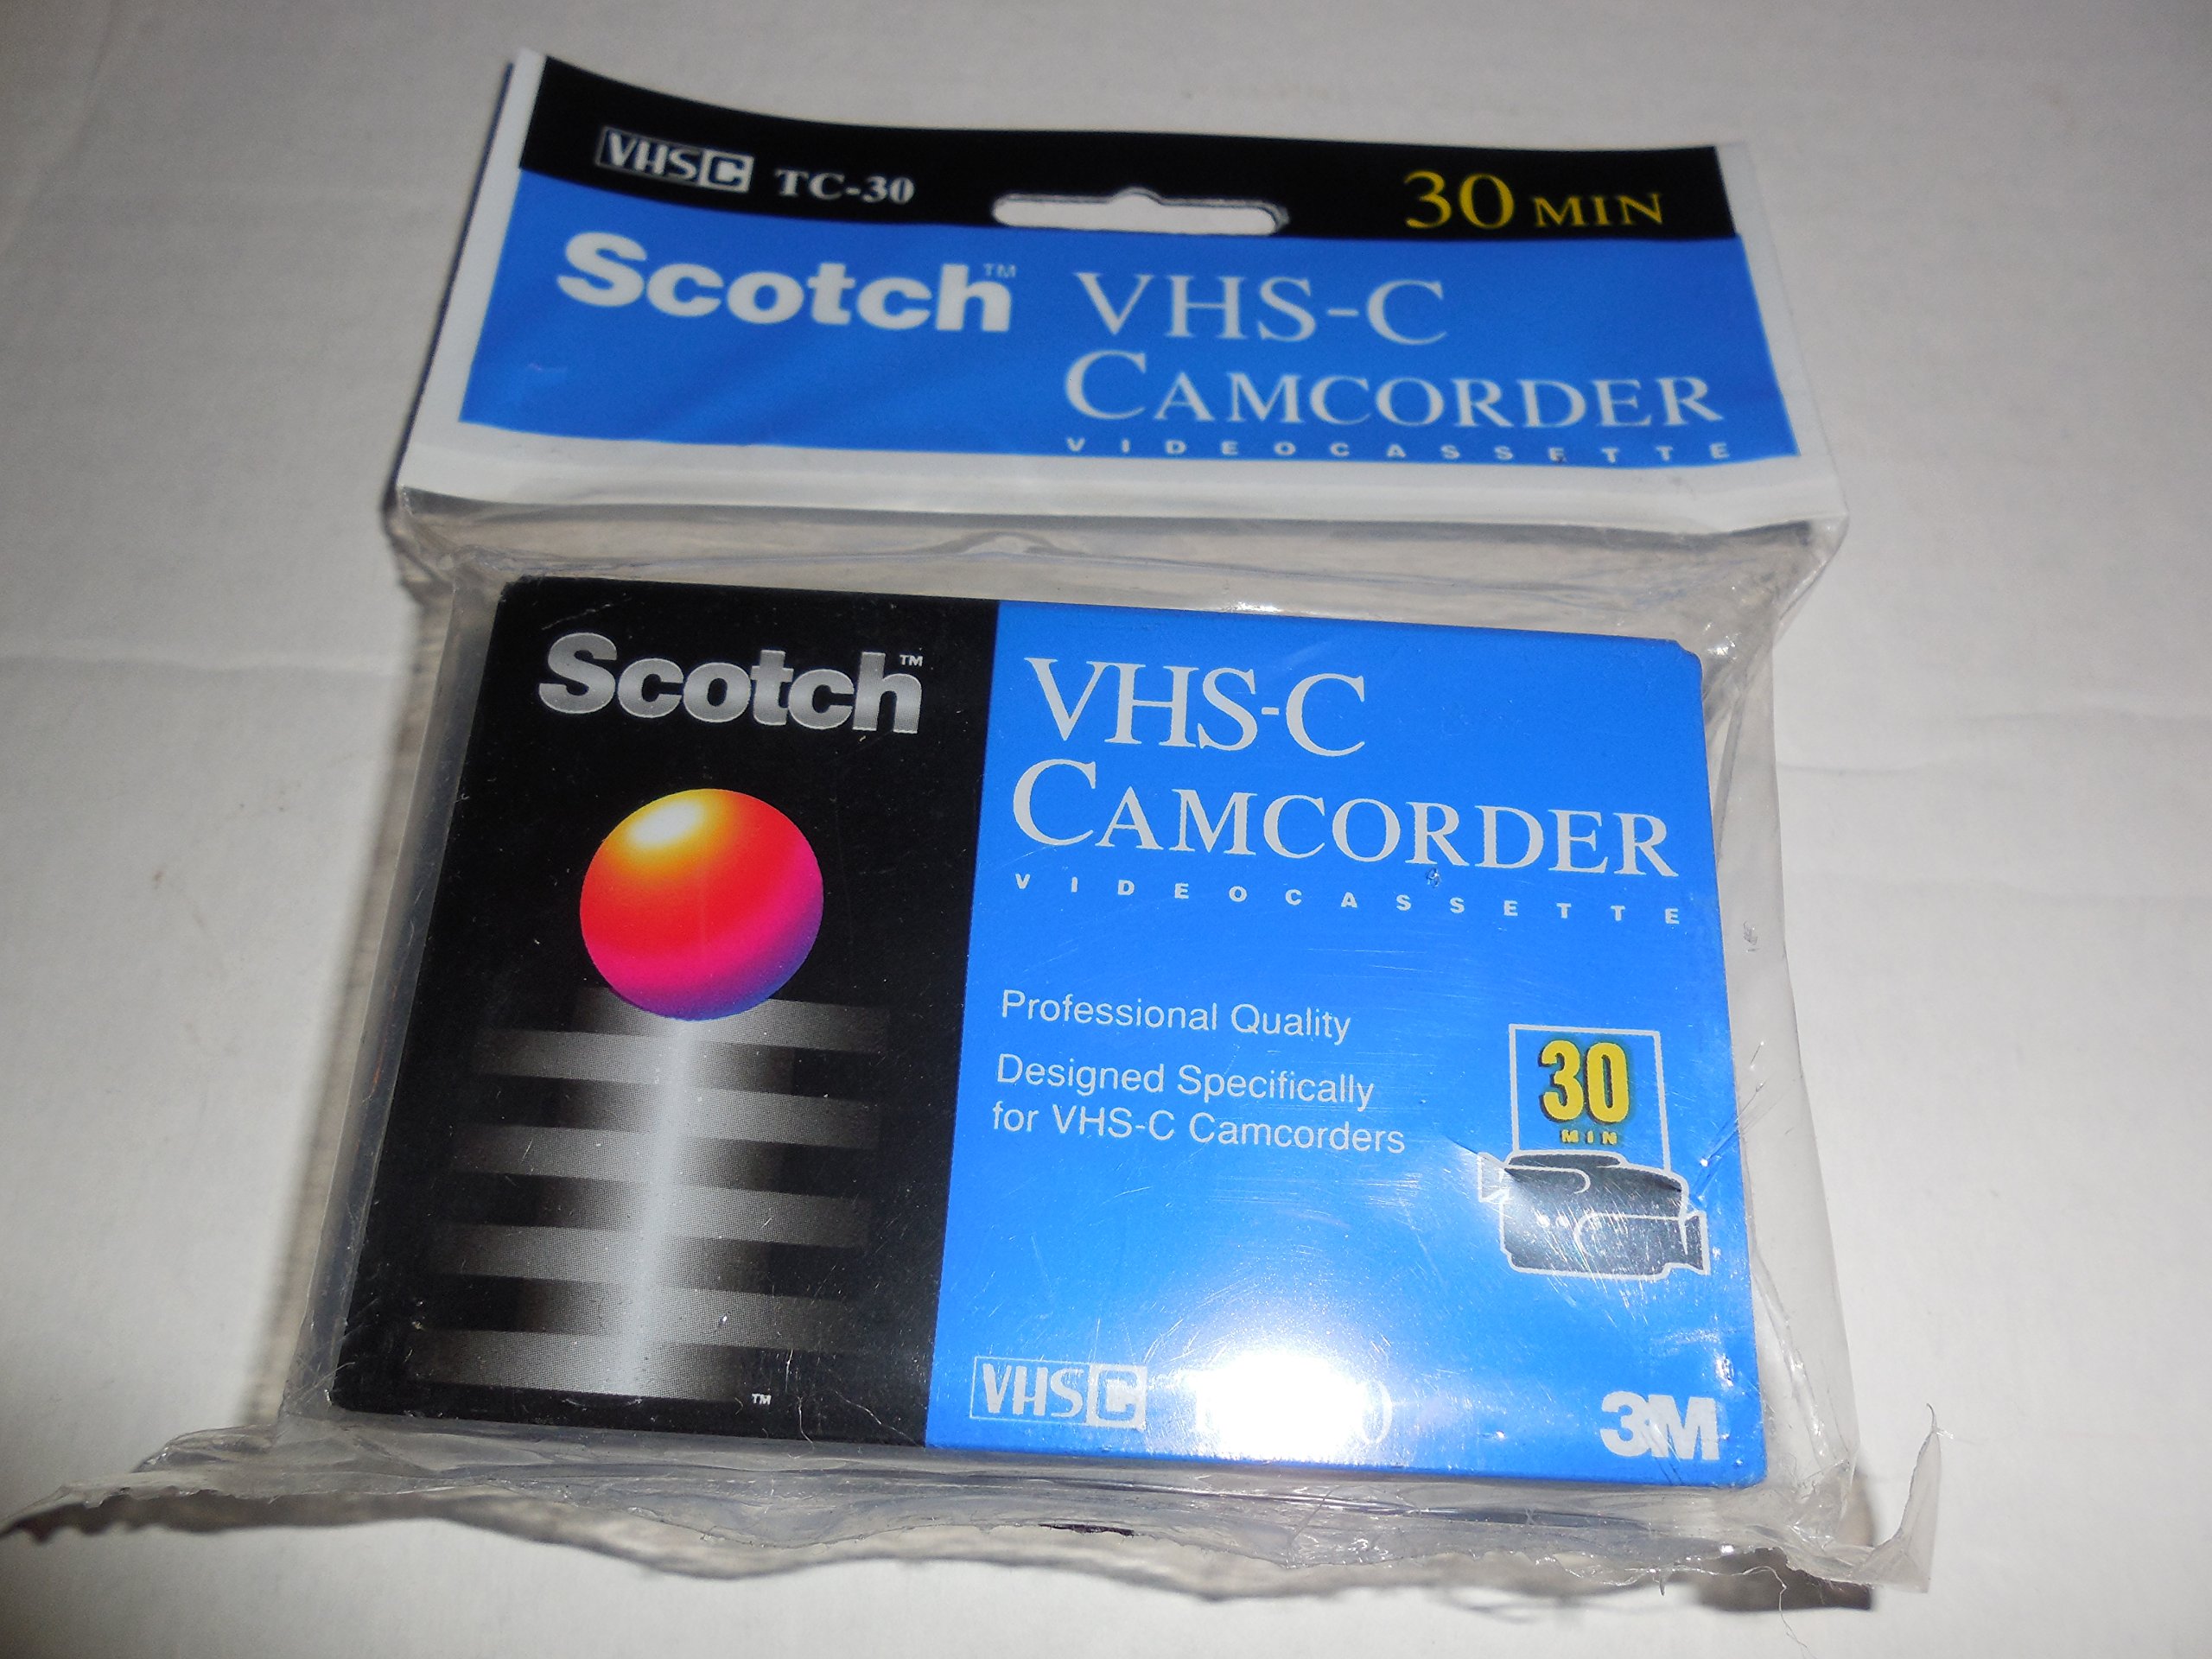 VHS C TC-30
30 MIN
Scotch™ VHS-C
CAMCORDER
VIDEOCASSETTE
Scotch™
VHS-C
CAMCORDER
VIDEOCASSETTE
Professional Quality
Designed Specifically
for VHS-C Camcorders
30
MIN
™
VHS C
3M